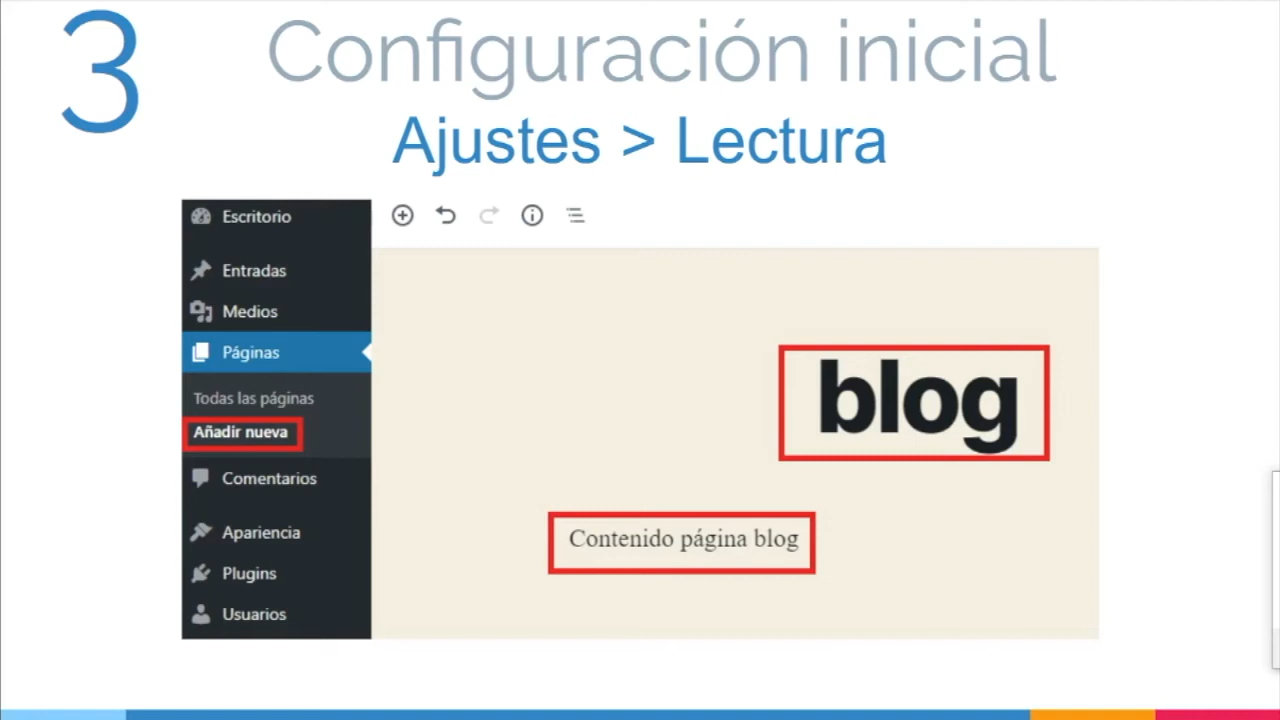 3
Configuración inicial
Ajustes > Lectura
Escritorio
Entradas
Medios
Páginas
Todas las páginas
Añadir nueva
Comentarios
Apariencia
Plugins
Usuarios
blog
Contenido página blog